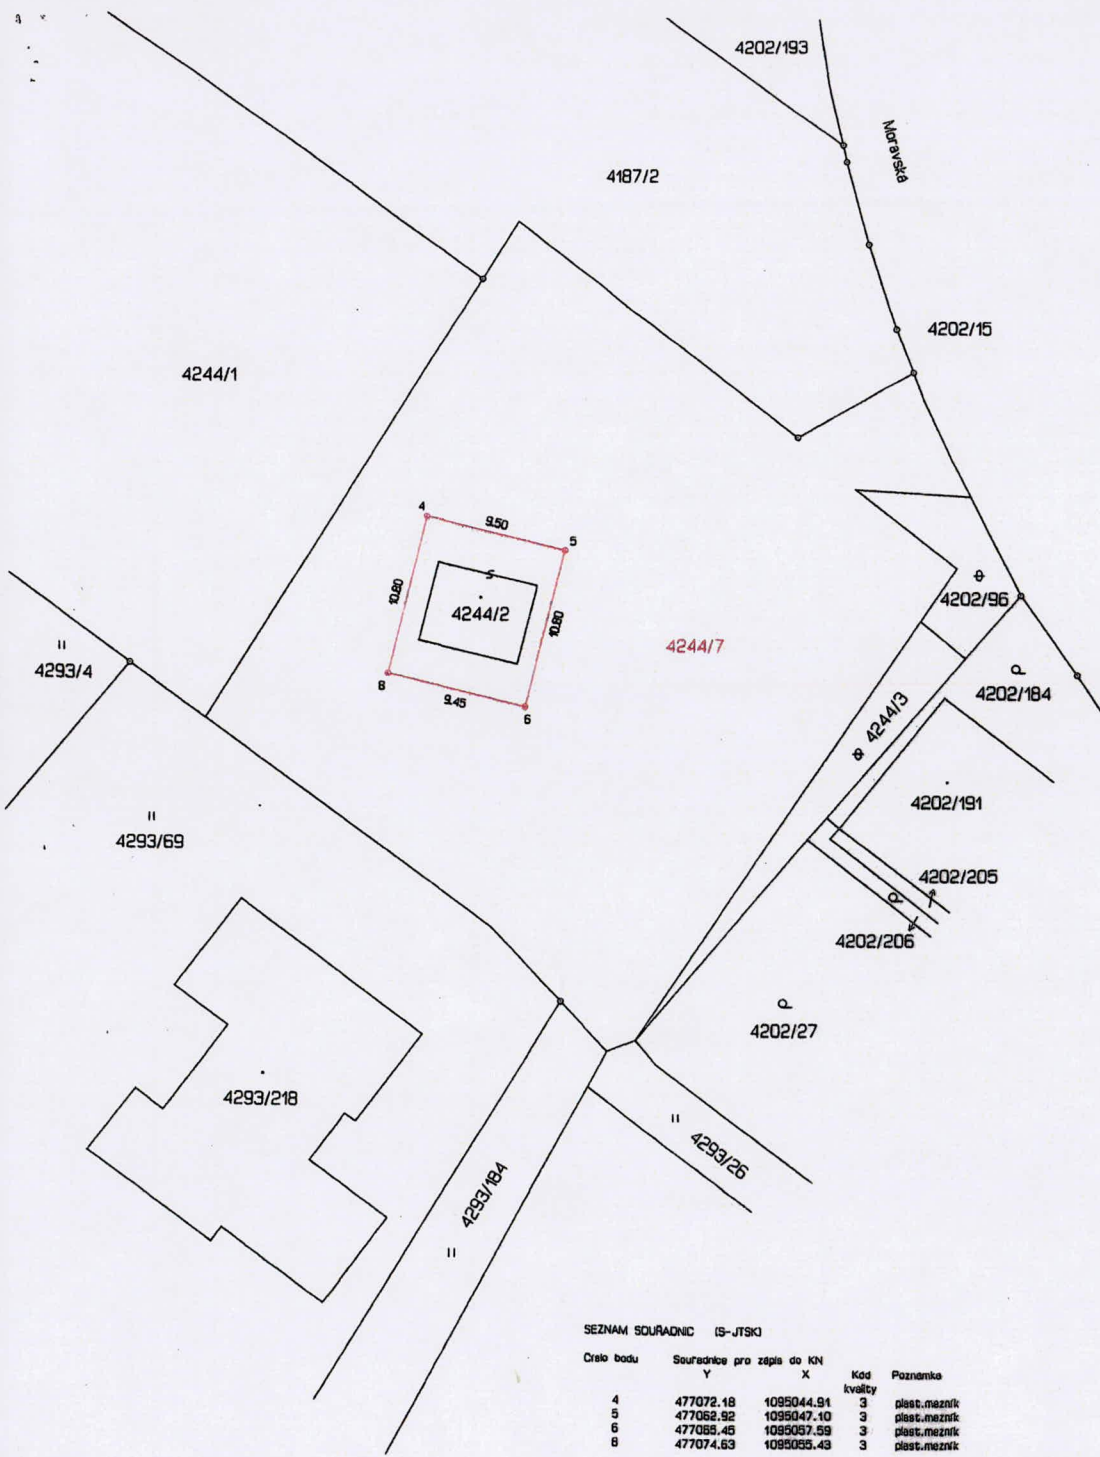 4202/193
Moravská
4187/2
4202/15
4244/1
4
9.50
5
10.80
4244/2
10.80
4202/96
4244/7
4293/4
8
9.45
6
4202/184
4244/3
4202/191
4293/69
4202/205
4202/206
4202/27
4293/218
4293/26
4293/184
SEZNAM SOUŘADNIC (S-JTSK)
Číslo bodu Souřadnice pro zápis do KN
Y X Kód Poznámka
kvality
4 477072.18 1095044.91 3 plast.mezník
5 477062.92 1095047.10 3 plast.mezník
6 477065.45 1095057.59 3 plast.mezník
8 477074.63 1095055.43 3 plast.mezník